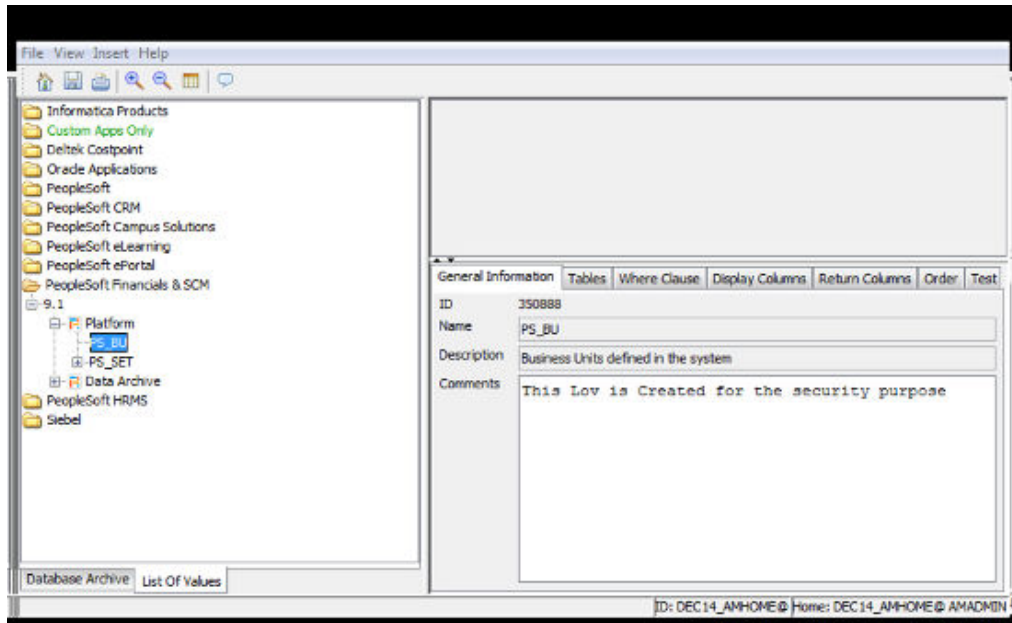 File View Insert Help
Informatica Products
Custom Apps Only
Deltek Costpoint
Oracle Applications
PeopleSoft
PeopleSoft CRM
PeopleSoft Campus Solutions
PeopleSoft eLearning
PeopleSoft ePortal
PeopleSoft Financials & SCM
9.1
Platform
PS_BU
PS_SET
Data Archive
PeopleSoft HRMS
Siebel
Database Archive List Of Values
General Information Tables Where Clause Display Columns Return Columns Order Test
ID 350888
Name PS_BU
Description Business Units defined in the system
Comments This Lov is Created for the security purpose
ID: DEC14_AMHOME@ Home: DEC14_AMHOME@ AMADMIN